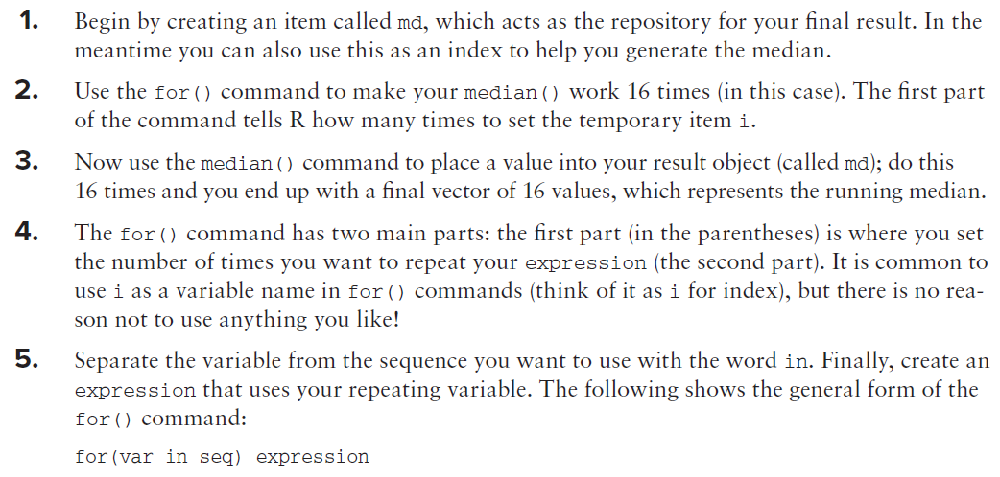 1. Begin by creating an item called md, which acts as the repository for your final result. In the
meantime you can also use this as an index to help you generate the median.
2. Use the for() command to make your median() work 16 times (in this case). The first part
of the command tells R how many times to set the temporary item i.
3. Now use the median() command to place a value into your result object (called md); do this
16 times and you end up with a final vector of 16 values, which represents the running median.
4. The for() command has two main parts: the first part (in the parentheses) is where you set
the number of times you want to repeat your expression (the second part). It is common to
use i as a variable name in for() commands (think of it as i for index), but there is no rea-
son not to use anything you like!
5. Separate the variable from the sequence you want to use with the word in. Finally, create an
expression that uses your repeating variable. The following shows the general form of the
for() command:
for(var in seq) expression